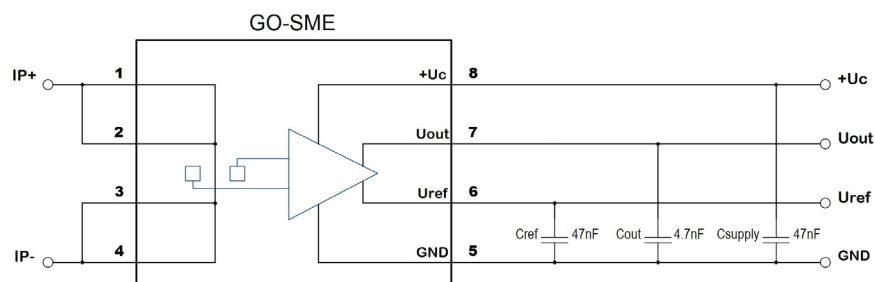 GO-SME
IP+ 1 +Uc 8 +Uc
2 Uout 7 Uout
3 Uref 6 Uref
Cref 47nF Cout 4.7nF Csupply 47nF
IP- 4 GND 5 GND